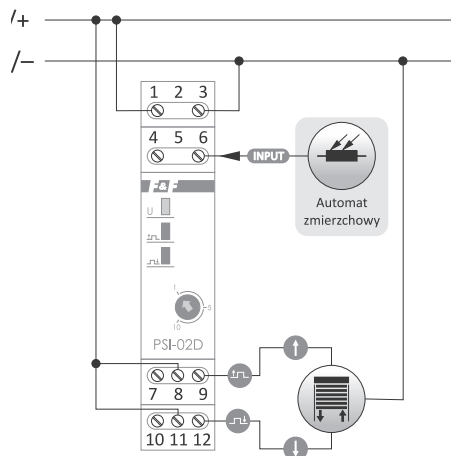 /+
/−
1 2 3
4 5 6
INPUT
Automat
zmierzchowy
F&F
U
1
5
10
PSI-02D
7 8 9
10 11 12